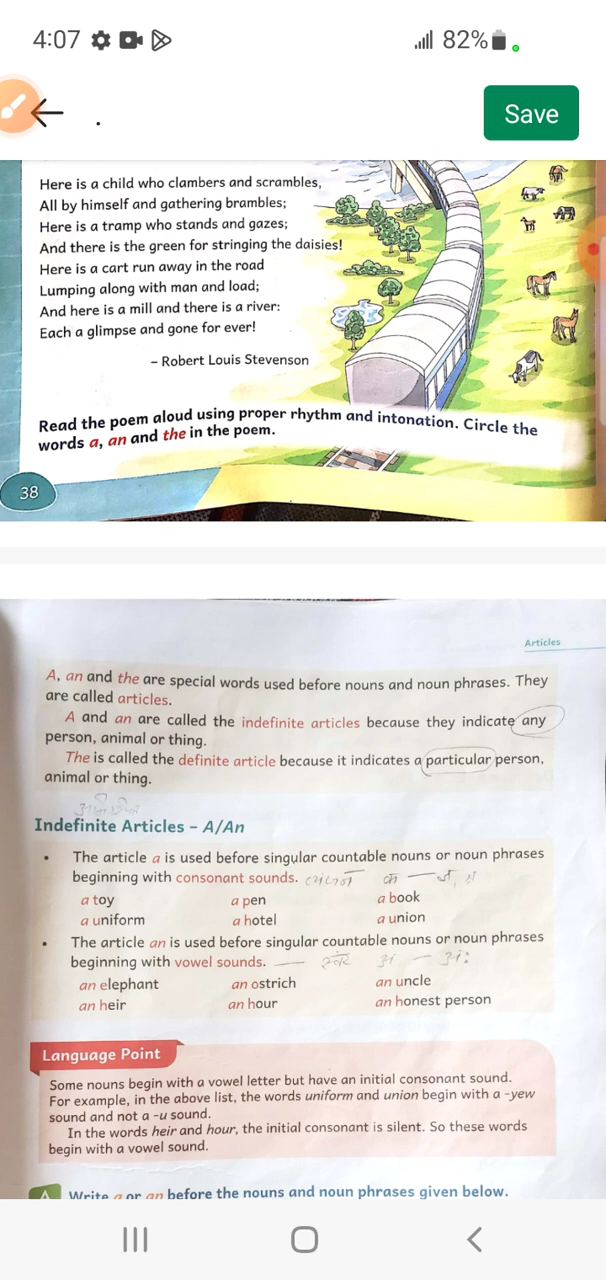 4:07
82%
Save
Here is a child who clambers and scrambles,
All by himself and gathering brambles;
Here is a tramp who stands and gazes;
And there is the green for stringing the daisies!
Here is a cart run away in the road
Lumping along with man and load;
And here is a mill and there is a river:
Each a glimpse and gone for ever!
– Robert Louis Stevenson
Read the poem aloud using proper rhythm and intonation. Circle the
words a, an and the in the poem.
38
Articles
A, an and the are special words used before nouns and noun phrases. They
are called articles.
A and an are called the indefinite articles because they indicate any
person, animal or thing.
The is called the definite article because it indicates a particular person,
animal or thing.
Indefinite Articles – A/An
• The article a is used before singular countable nouns or noun phrases
beginning with consonant sounds.
a toy a pen a book
a uniform a hotel a union
• The article an is used before singular countable nouns or noun phrases
beginning with vowel sounds. — स्वर अ – अः
an elephant an ostrich an uncle
an heir an hour an honest person
Language Point
Some nouns begin with a vowel letter but have an initial consonant sound.
For example, in the above list, the words uniform and union begin with a -yew
sound and not a -u sound.
In the words heir and hour, the initial consonant is silent. So these words
begin with a vowel sound.
A Write a or an before the nouns and noun phrases given below.